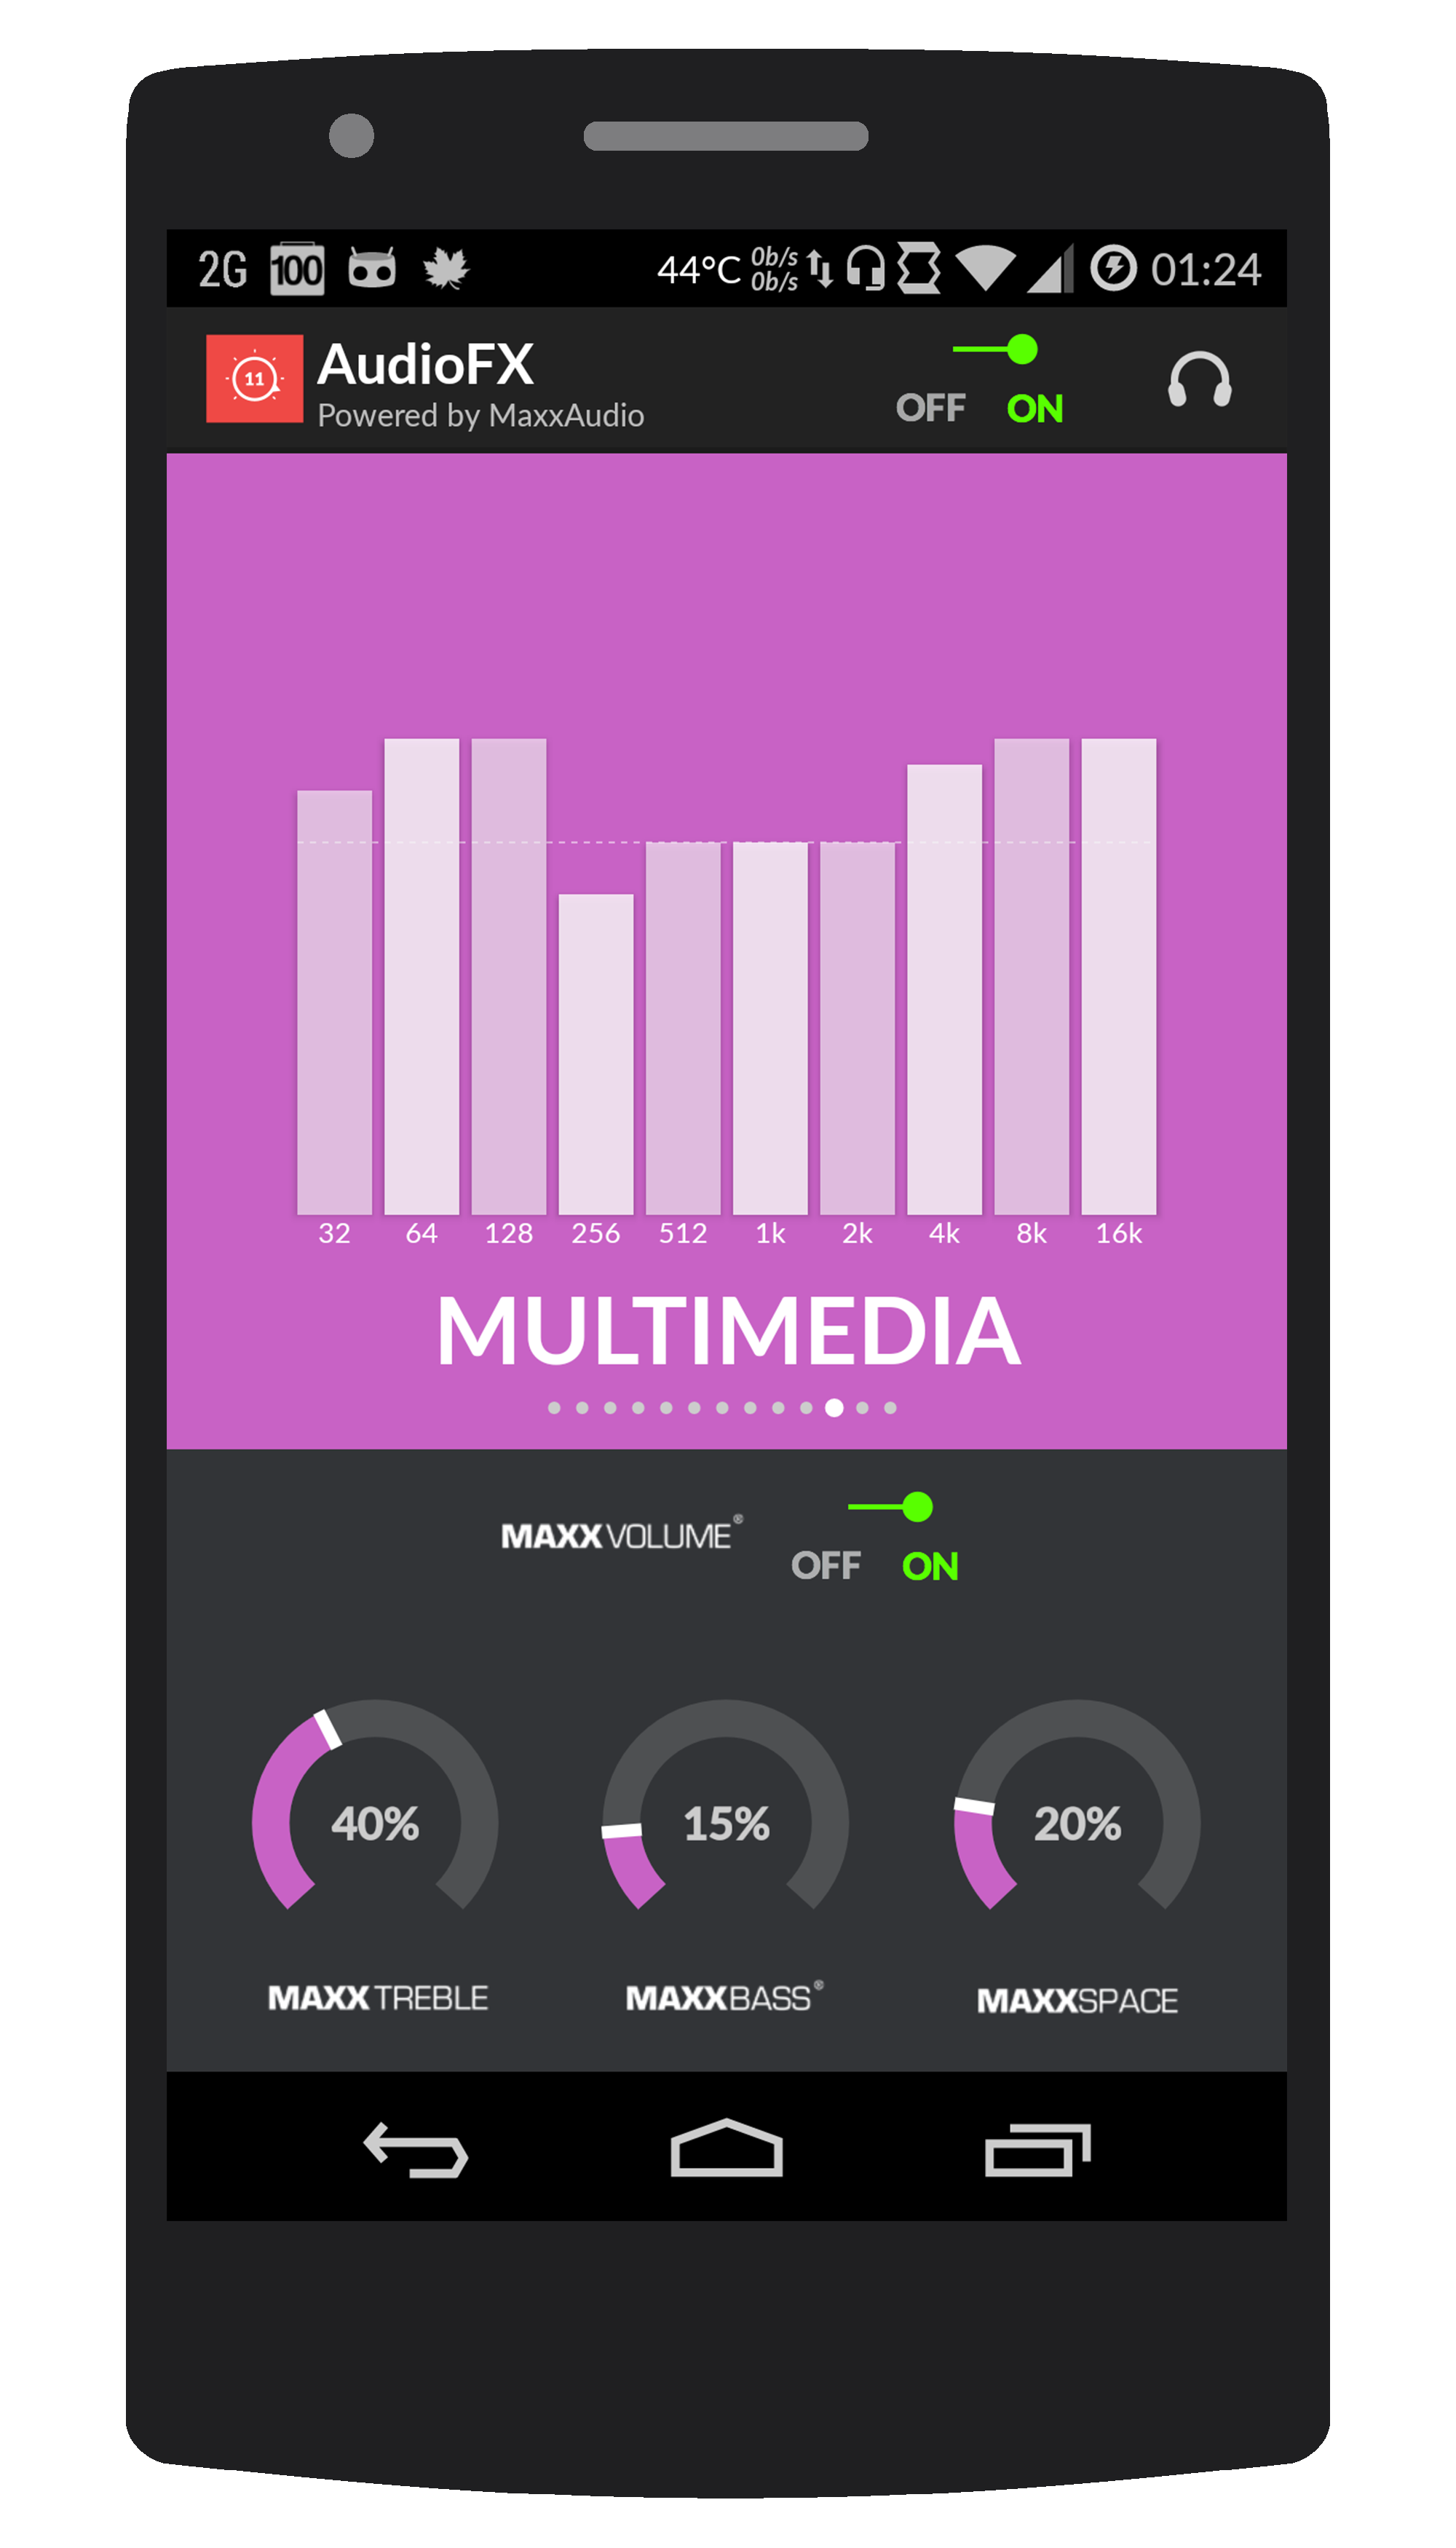 2G 100 44°C 0b/s 01:24
0b/s
11 AudioFX
Powered by MaxxAudio
OFF ON
32 64 128 256 512 1k 2k 4k 8k 16k
MULTIMEDIA
MAXXVOLUME®
OFF ON
40% 15% 20%
MAXXTREBLE MAXXBASS® MAXXSPACE